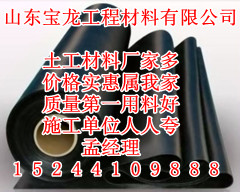 山东宝龙工程材料有限公司
土工材料厂家多
价格实惠属我家
质量第一用料好
施工单位人人夸
孟经理
15244109888